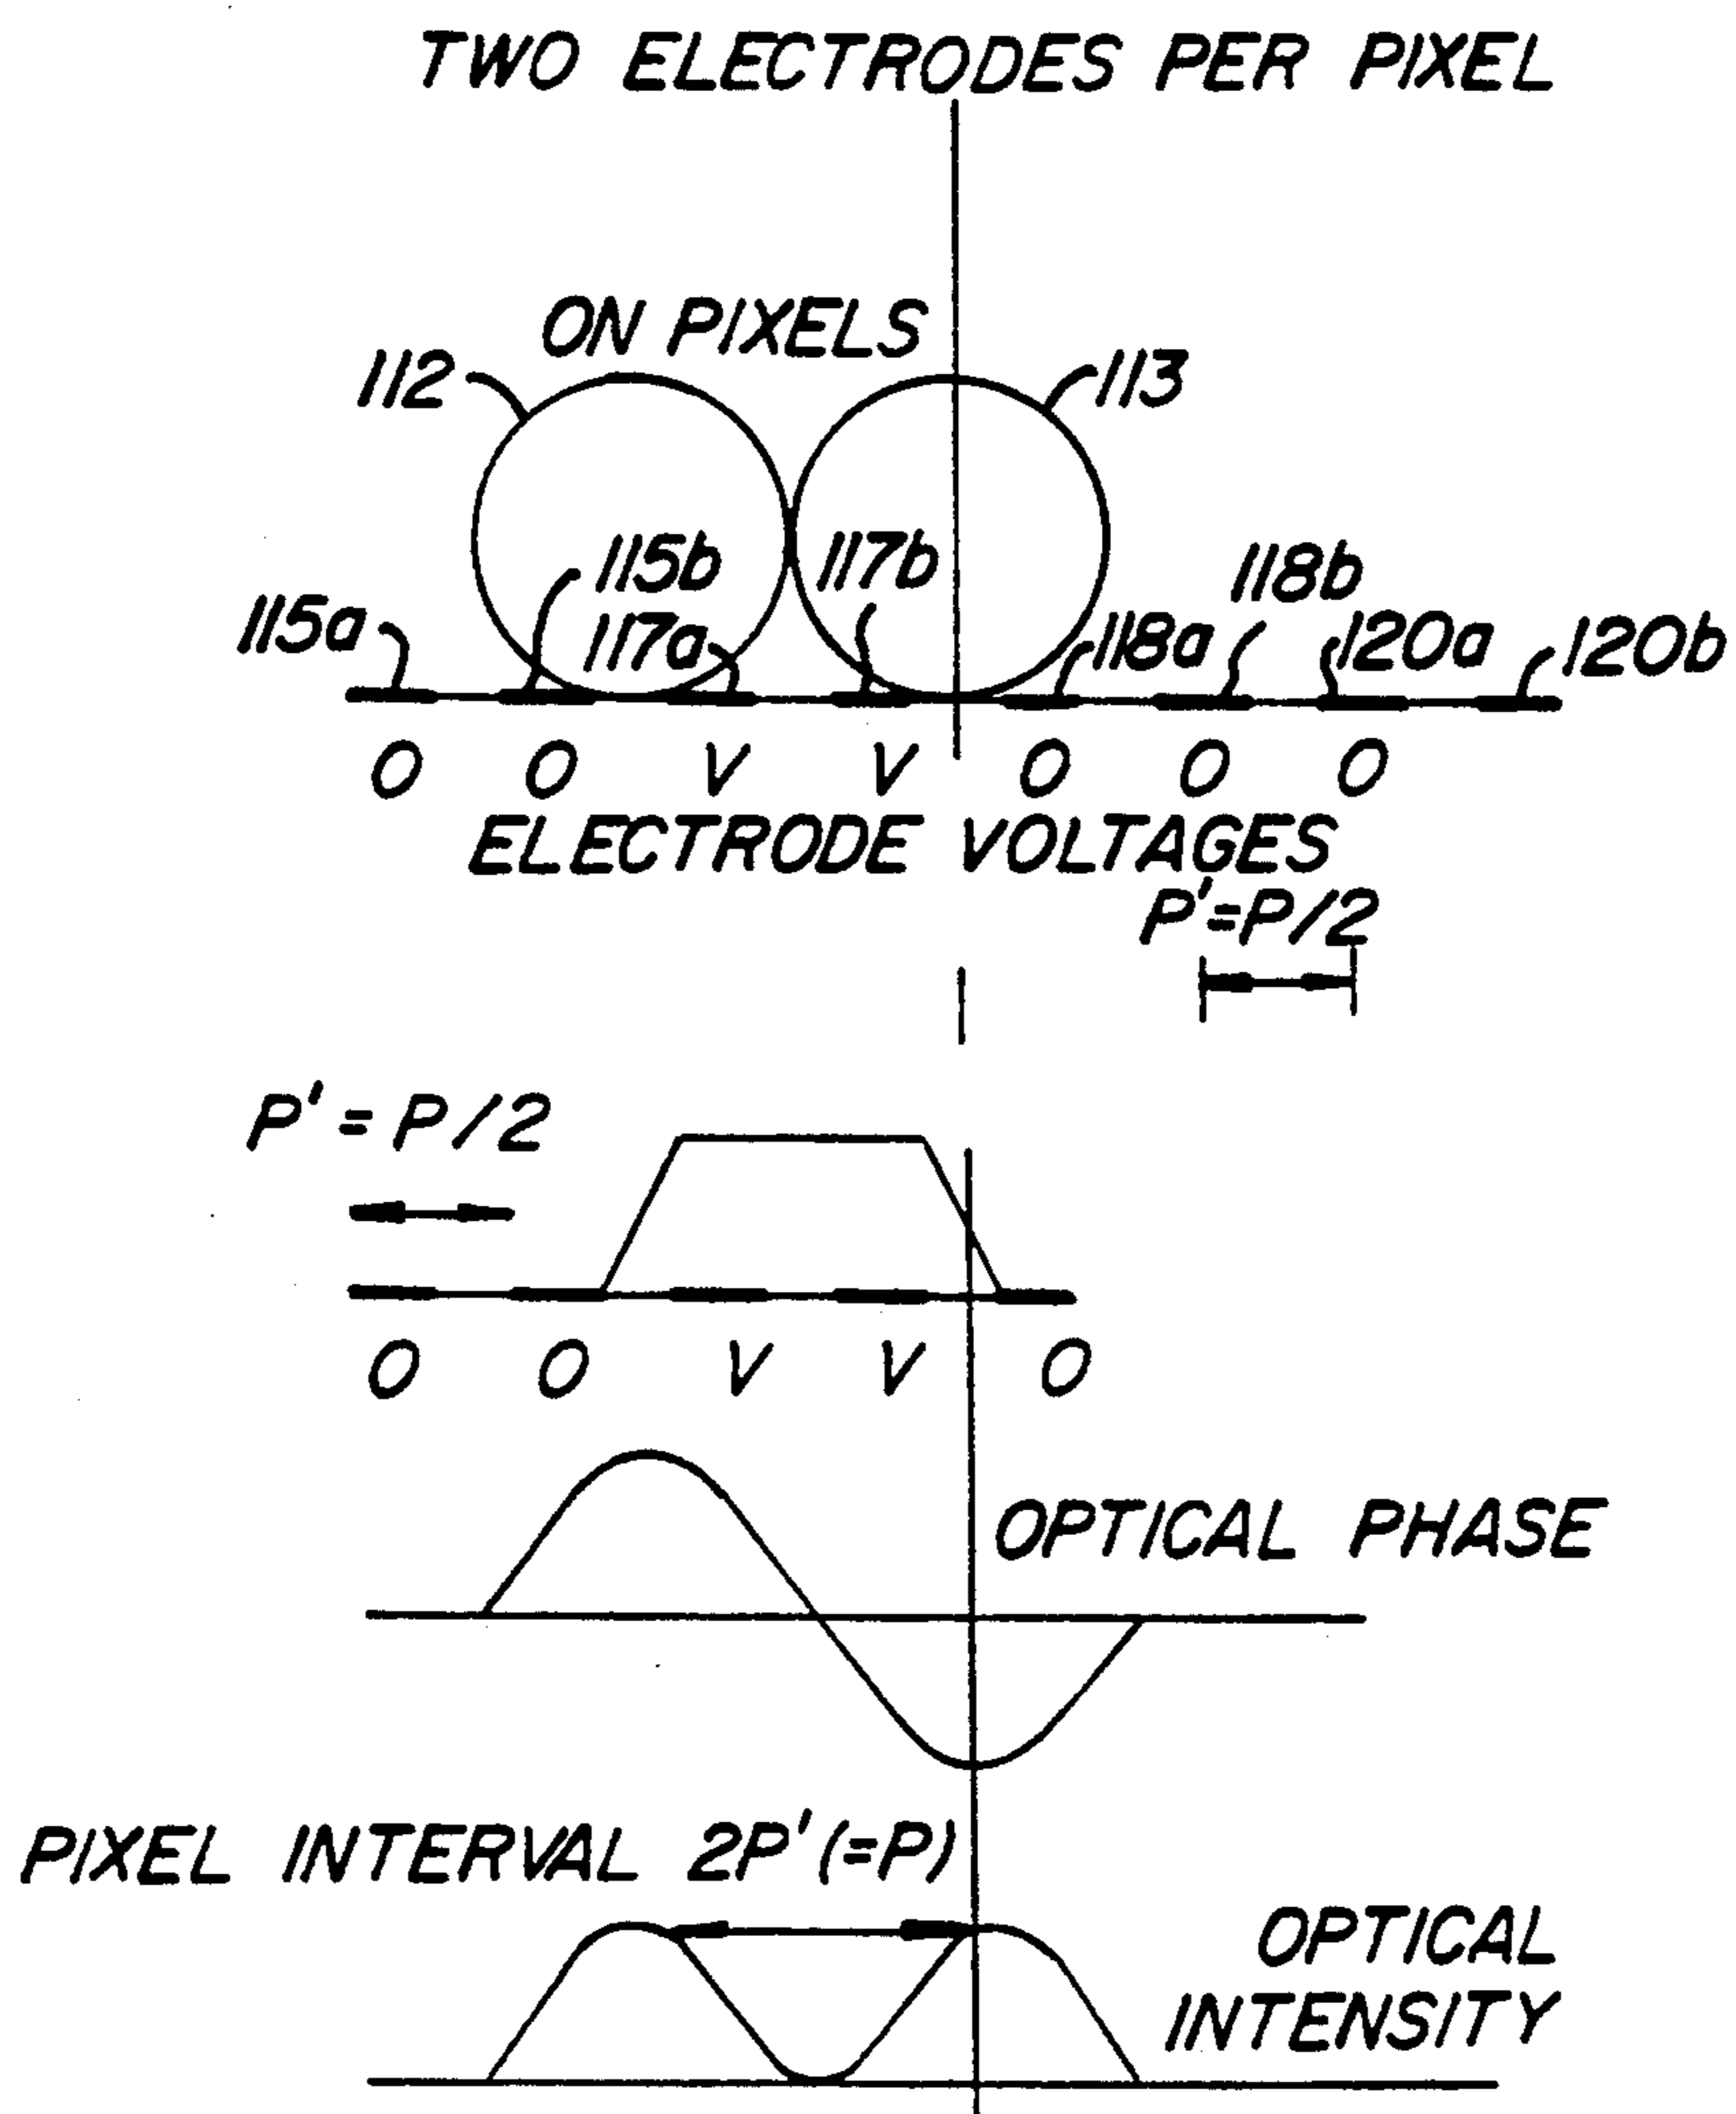 TWO ELECTRODES PER PIXEL
ON PIXELS
112
113
115b
117b
118b
115a
117a
118a
120a
120b
O O V V O O O
ELECTRODE VOLTAGES
P'=P/2
P'=P/2
O O V V O
OPTICAL PHASE
PIXEL INTERVAL 2P'(=P)
OPTICAL
INTENSITY